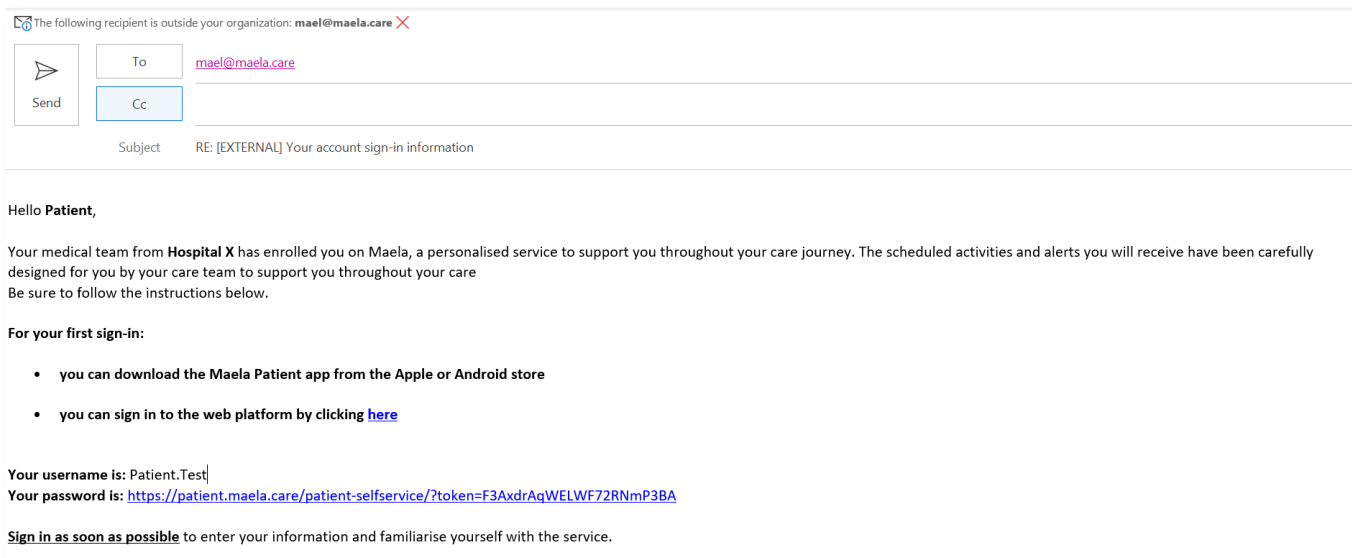 The following recipient is outside your organization: mael@maela.care
To
mael@maela.care
Send
Cc
Subject
RE: [EXTERNAL] Your account sign-in information
Hello Patient,
Your medical team from Hospital X has enrolled you on Maela, a personalised service to support you throughout your care journey. The scheduled activities and alerts you will receive have been carefully
designed for you by your care team to support you throughout your care
Be sure to follow the instructions below.
For your first sign-in:
• you can download the Maela Patient app from the Apple or Android store
• you can sign in to the web platform by clicking here
Your username is: Patient.Test
Your password is: https://patient.maela.care/patient-selfservice/?token=F3AxdrAqWELWF72RNmP3BA
Sign in as soon as possible to enter your information and familiarise yourself with the service.